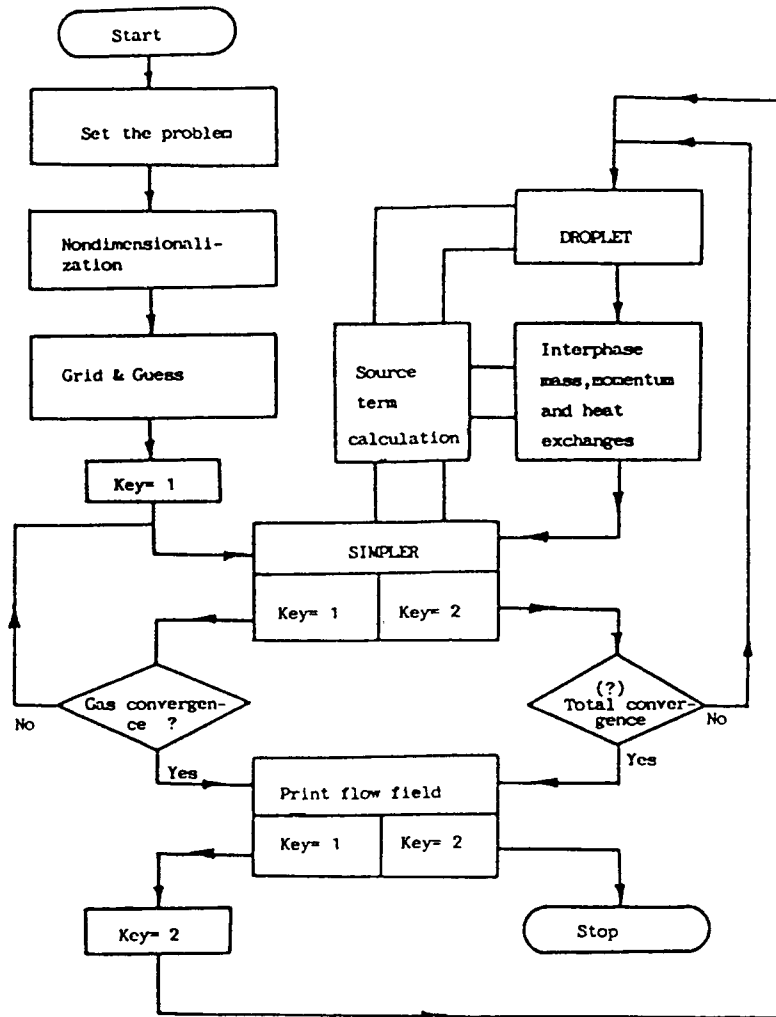 Start
Set the problem
Nondimensionali-
zation
Grid & Guess
Key= 1
DROPLET
Interphase
mass,momentum
and heat
exchanges
Source
term
calculation
SIMPLER
Key= 1
Key= 2
Gas convergen-
ce ?
No
Yes
(?)
Total conver-
gence
No
Yes
Print flow field
Key= 1
Key= 2
Key= 2
Stop